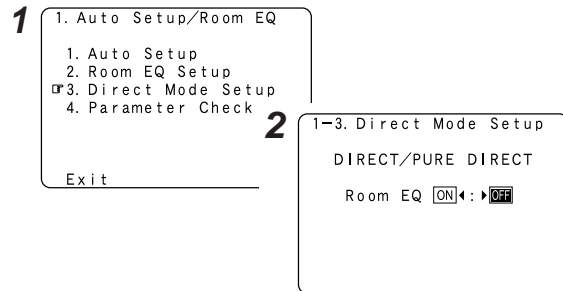 1
1. Auto Setup/Room EQ
1. Auto Setup
2. Room EQ Setup
☞3. Direct Mode Setup
4. Parameter Check
Exit
2
1-3. Direct Mode Setup
DIRECT/PURE DIRECT
Room EQ ON◀:▶OFF